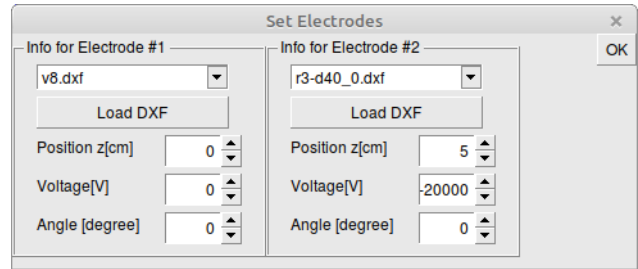 Set Electrodes
Info for Electrode #1
v8.dxf
Load DXF
Position z[cm] 0
Voltage[V] 0
Angle [degree] 0
Info for Electrode #2
r3-d40_0.dxf
Load DXF
Position z[cm] 5
Voltage[V] -20000
Angle [degree] 0
OK